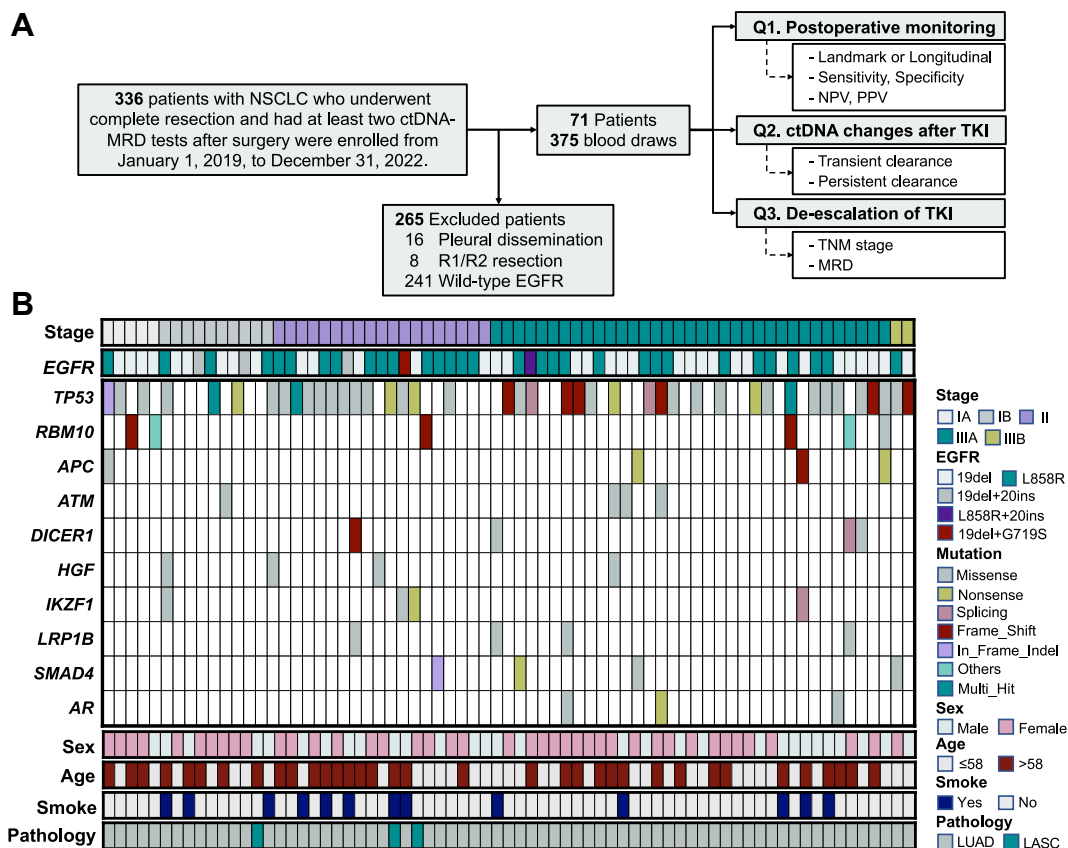 A
336 patients with NSCLC who underwent
complete resection and had at least two ctDNA-
MRD tests after surgery were enrolled from
January 1, 2019, to December 31, 2022.
265 Excluded patients
16 Pleural dissemination
8 R1/R2 resection
241 Wild-type EGFR
71 Patients
375 blood draws
Q1. Postoperative monitoring
- Landmark or Longitudinal
- Sensitivity, Specificity
- NPV, PPV
Q2. ctDNA changes after TKI
- Transient clearance
- Persistent clearance
Q3. De-escalation of TKI
- TNM stage
- MRD
B
Stage
EGFR
TP53
RBM10
APC
ATM
DICER1
HGF
IKZF1
LRP1B
SMAD4
AR
Sex
Age
Smoke
Pathology
Stage
IA IB II
IIIA IIIB
EGFR
19del L858R
19del+20ins
L858R+20ins
19del+G719S
Mutation
Missense
Nonsense
Splicing
Frame_Shift
In_Frame_Indel
Others
Multi_Hit
Sex
Male Female
Age
≤58 >58
Smoke
Yes No
Pathology
LUAD LASC